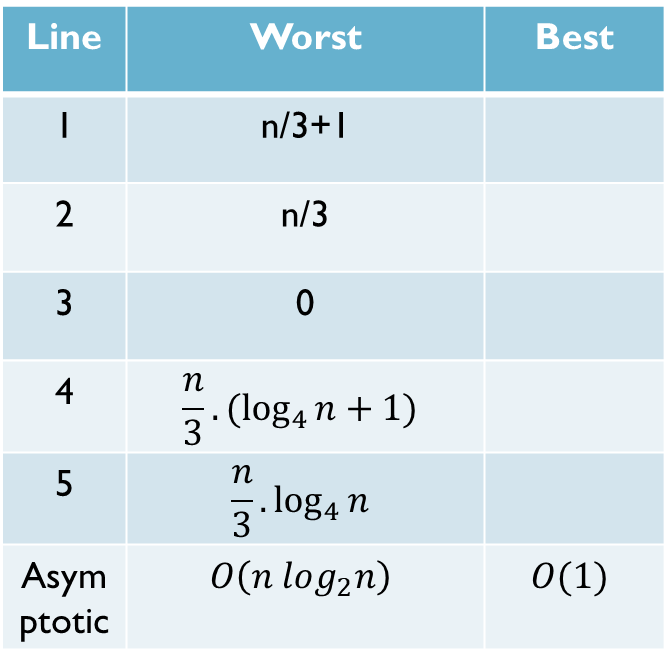 Line Worst Best
1 n/3+1
2 n/3
3 0
4 n/3 . (log₄ n + 1)
5 n/3 . log₄ n
Asym O(n log₂n) O(1)
ptotic